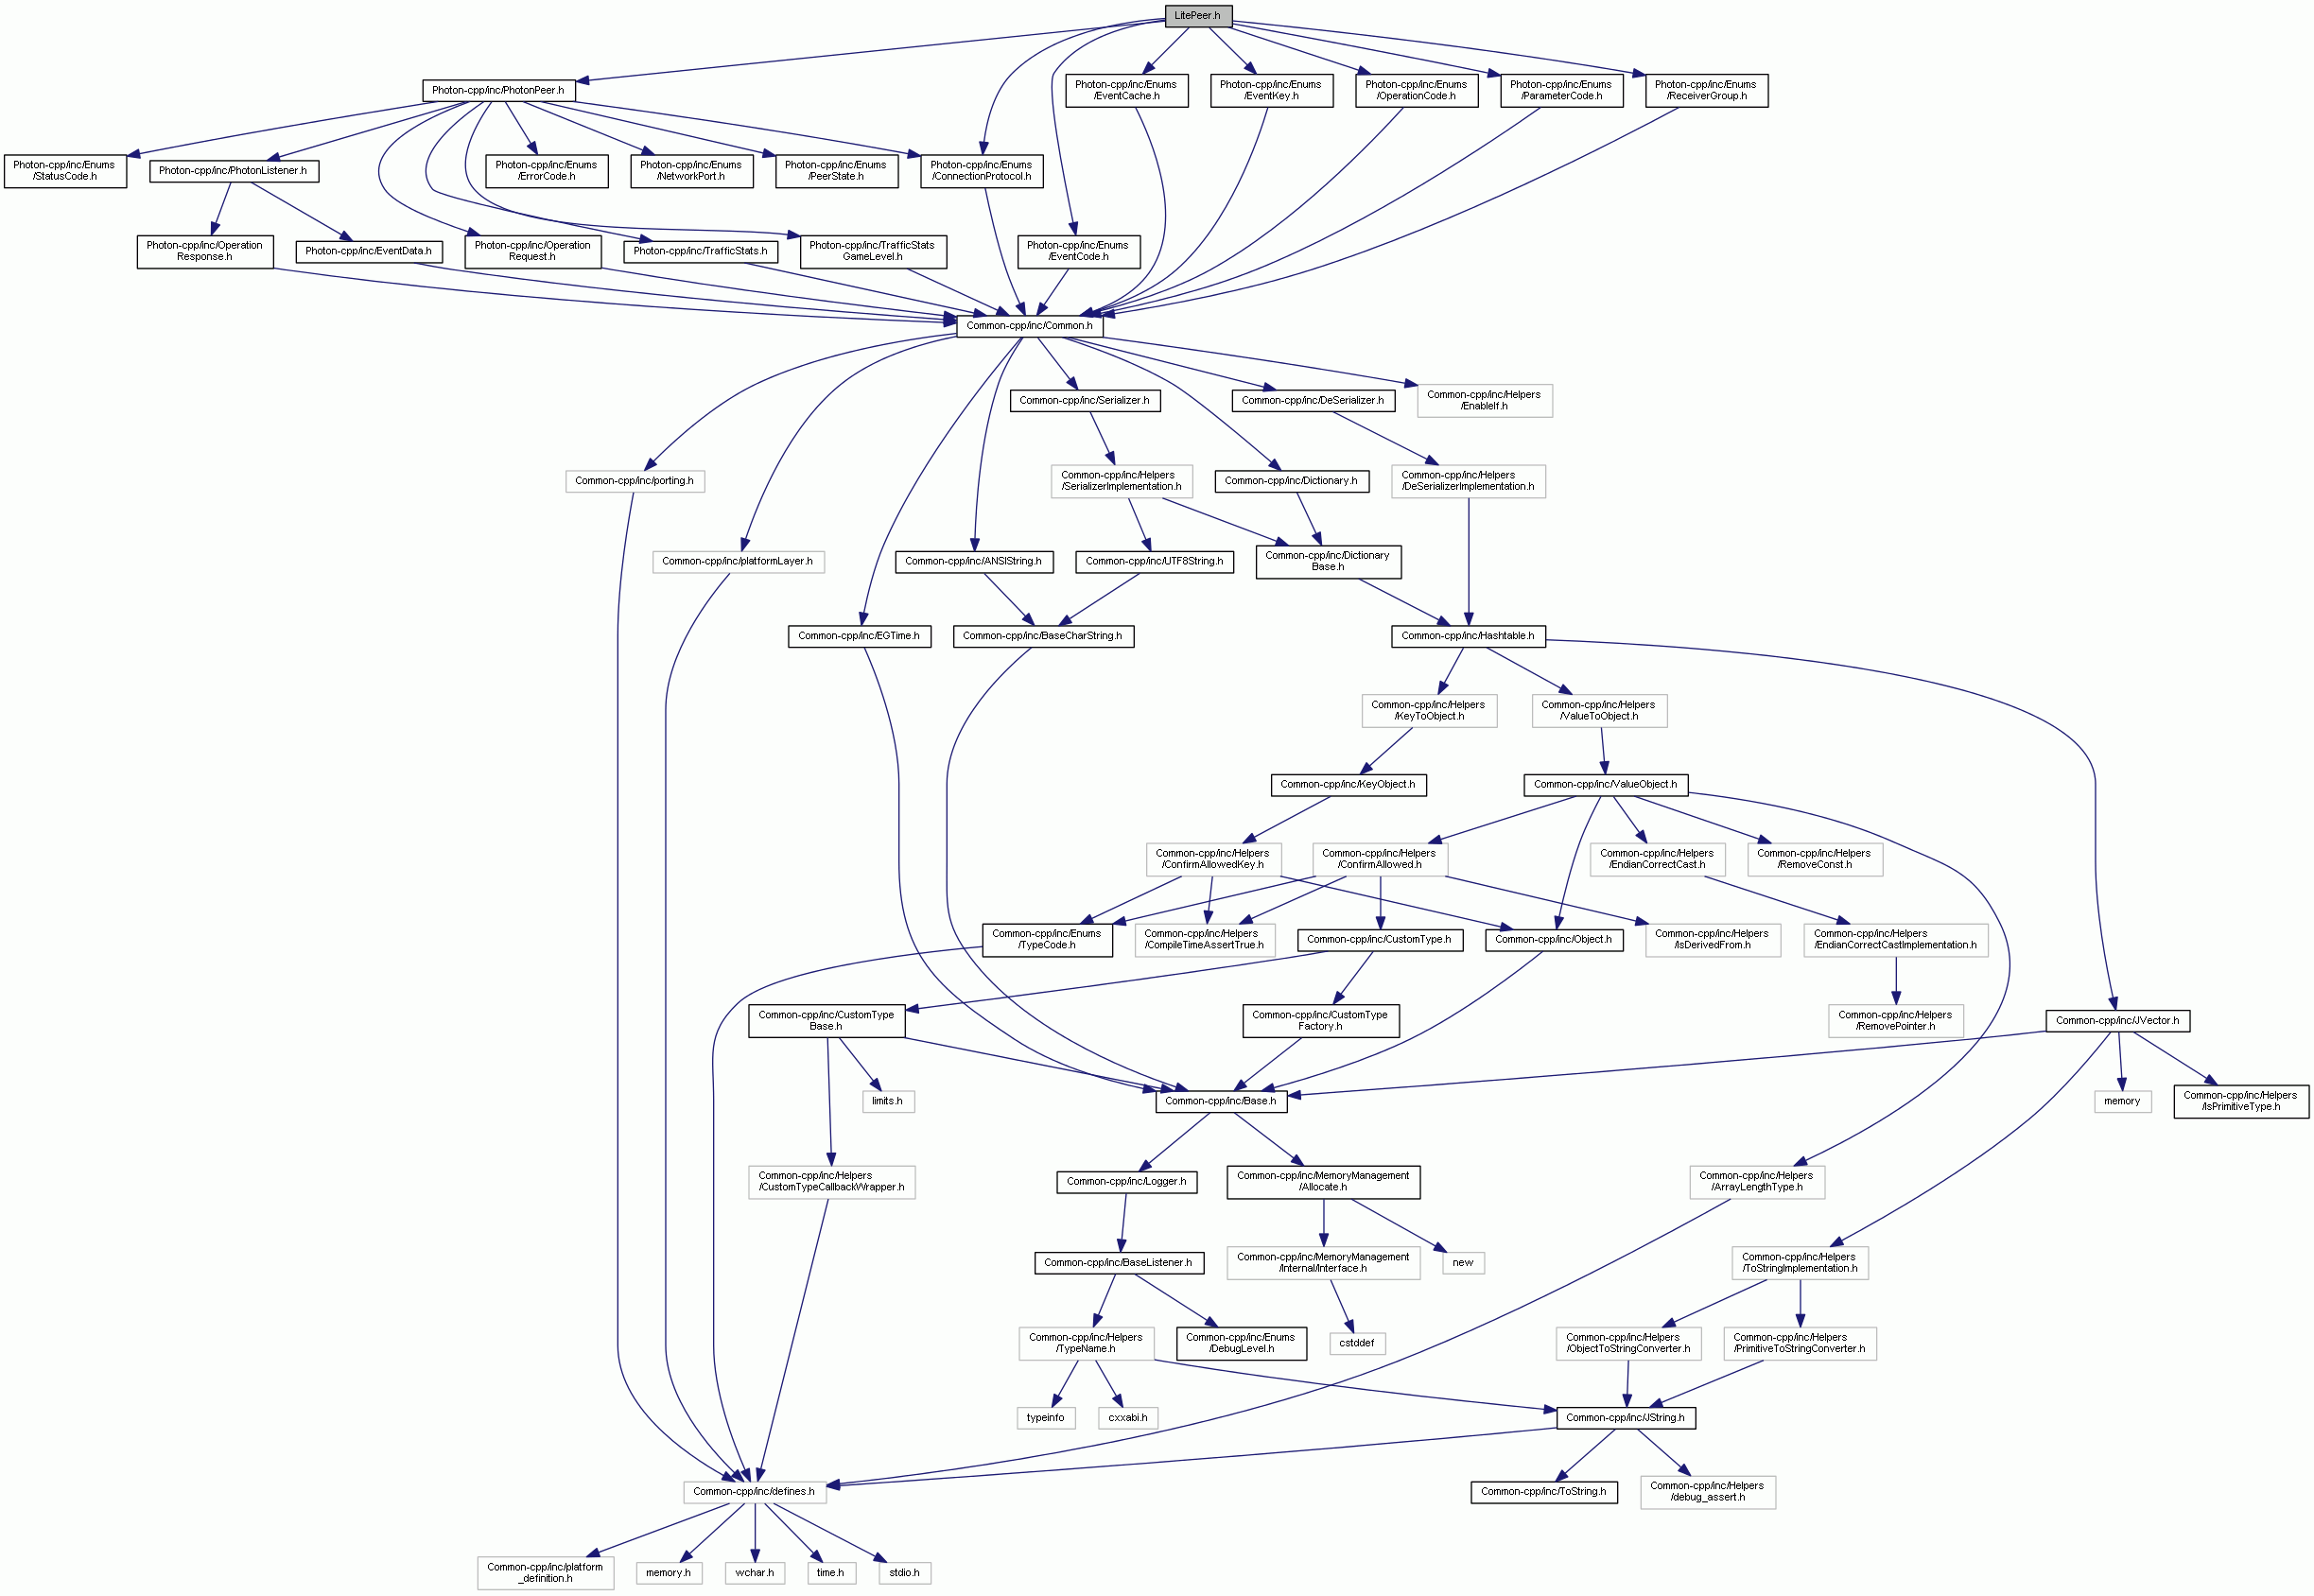 LitePeer.h
Photon-cpp/inc/PhotonPeer.h
Photon-cpp/inc/Enums
/EventCache.h
Photon-cpp/inc/Enums
/EventKey.h
Photon-cpp/inc/Enums
/OperationCode.h
Photon-cpp/inc/Enums
/ParameterCode.h
Photon-cpp/inc/Enums
/ReceiverGroup.h
Photon-cpp/inc/Enums
/StatusCode.h
Photon-cpp/inc/PhotonListener.h
Photon-cpp/inc/Enums
/ErrorCode.h
Photon-cpp/inc/Enums
/NetworkPort.h
Photon-cpp/inc/Enums
/PeerState.h
Photon-cpp/inc/Enums
/ConnectionProtocol.h
Photon-cpp/inc/Operation
Response.h
Photon-cpp/inc/EventData.h
Photon-cpp/inc/Operation
Request.h
Photon-cpp/inc/TrafficStats.h
Photon-cpp/inc/TrafficStats
GameLevel.h
Photon-cpp/inc/Enums
/EventCode.h
Common-cpp/inc/Common.h
Common-cpp/inc/Serializer.h
Common-cpp/inc/DeSerializer.h
Common-cpp/inc/Helpers
/EnableIf.h
Common-cpp/inc/porting.h
Common-cpp/inc/Helpers
/SerializerImplementation.h
Common-cpp/inc/Dictionary.h
Common-cpp/inc/Helpers
/DeSerializerImplementation.h
Common-cpp/inc/platformLayer.h
Common-cpp/inc/ANSIString.h
Common-cpp/inc/UTF8String.h
Common-cpp/inc/Dictionary
Base.h
Common-cpp/inc/EGTime.h
Common-cpp/inc/BaseCharString.h
Common-cpp/inc/Hashtable.h
Common-cpp/inc/Helpers
/KeyToObject.h
Common-cpp/inc/Helpers
/ValueToObject.h
Common-cpp/inc/KeyObject.h
Common-cpp/inc/ValueObject.h
Common-cpp/inc/Helpers
/ConfirmAllowedKey.h
Common-cpp/inc/Helpers
/ConfirmAllowed.h
Common-cpp/inc/Helpers
/EndianCorrectCast.h
Common-cpp/inc/Helpers
/RemoveConst.h
Common-cpp/inc/Enums
/TypeCode.h
Common-cpp/inc/Helpers
/CompileTimeAssertTrue.h
Common-cpp/inc/CustomType.h
Common-cpp/inc/Object.h
Common-cpp/inc/Helpers
/IsDerivedFrom.h
Common-cpp/inc/Helpers
/EndianCorrectCastImplementation.h
Common-cpp/inc/CustomType
Base.h
Common-cpp/inc/CustomType
Factory.h
Common-cpp/inc/Helpers
/RemovePointer.h
Common-cpp/inc/JVector.h
limits.h
Common-cpp/inc/Base.h
memory
Common-cpp/inc/Helpers
/IsPrimitiveType.h
Common-cpp/inc/Helpers
/CustomTypeCallbackWrapper.h
Common-cpp/inc/Logger.h
Common-cpp/inc/MemoryManagement
/Allocate.h
Common-cpp/inc/Helpers
/ArrayLengthType.h
Common-cpp/inc/BaseListener.h
Common-cpp/inc/MemoryManagement
/Internal/Interface.h
new
Common-cpp/inc/Helpers
/ToStringImplementation.h
Common-cpp/inc/Helpers
/TypeName.h
Common-cpp/inc/Enums
/DebugLevel.h
cstddef
Common-cpp/inc/Helpers
/ObjectToStringConverter.h
Common-cpp/inc/Helpers
/PrimitiveToStringConverter.h
typeinfo
cxxabi.h
Common-cpp/inc/JString.h
Common-cpp/inc/defines.h
Common-cpp/inc/ToString.h
Common-cpp/inc/Helpers
/debug_assert.h
Common-cpp/inc/platform
_definition.h
memory.h
wchar.h
time.h
stdio.h